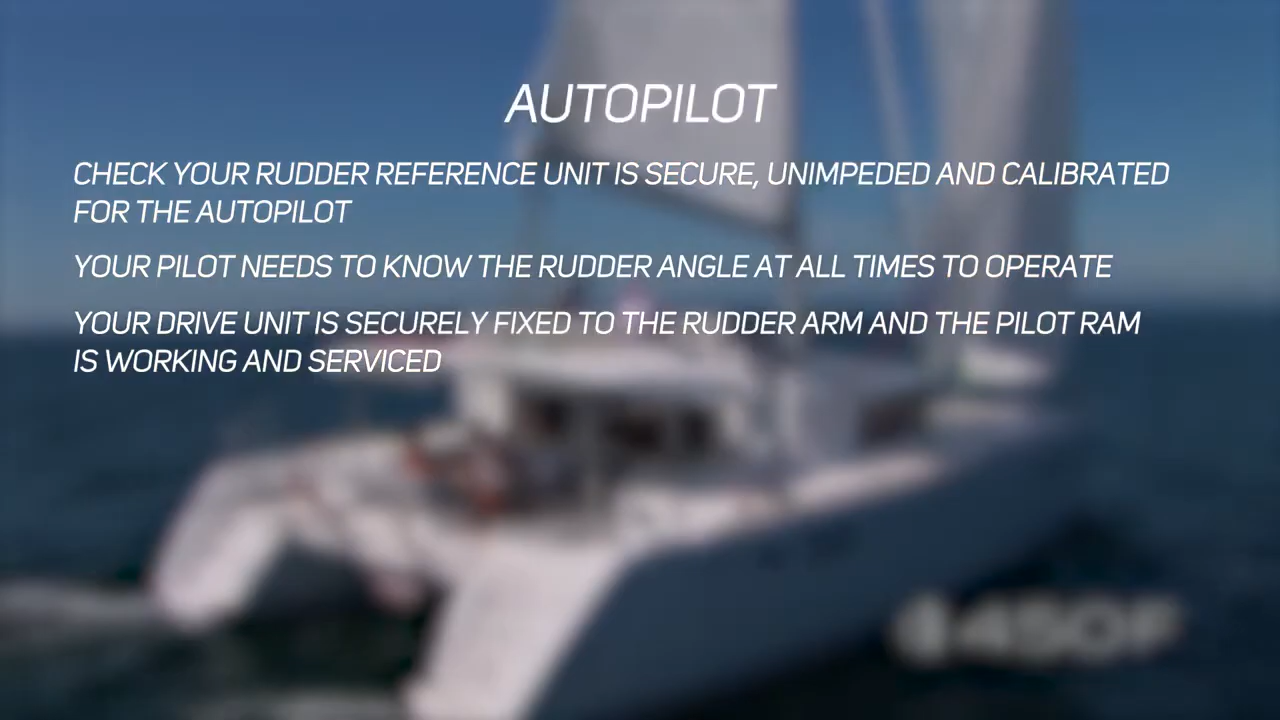 AUTOPILOT
CHECK YOUR RUDDER REFERENCE UNIT IS SECURE, UNIMPEDED AND CALIBRATED
FOR THE AUTOPILOT
YOUR PILOT NEEDS TO KNOW THE RUDDER ANGLE AT ALL TIMES TO OPERATE
YOUR DRIVE UNIT IS SECURELY FIXED TO THE RUDDER ARM AND THE PILOT RAM
IS WORKING AND SERVICED